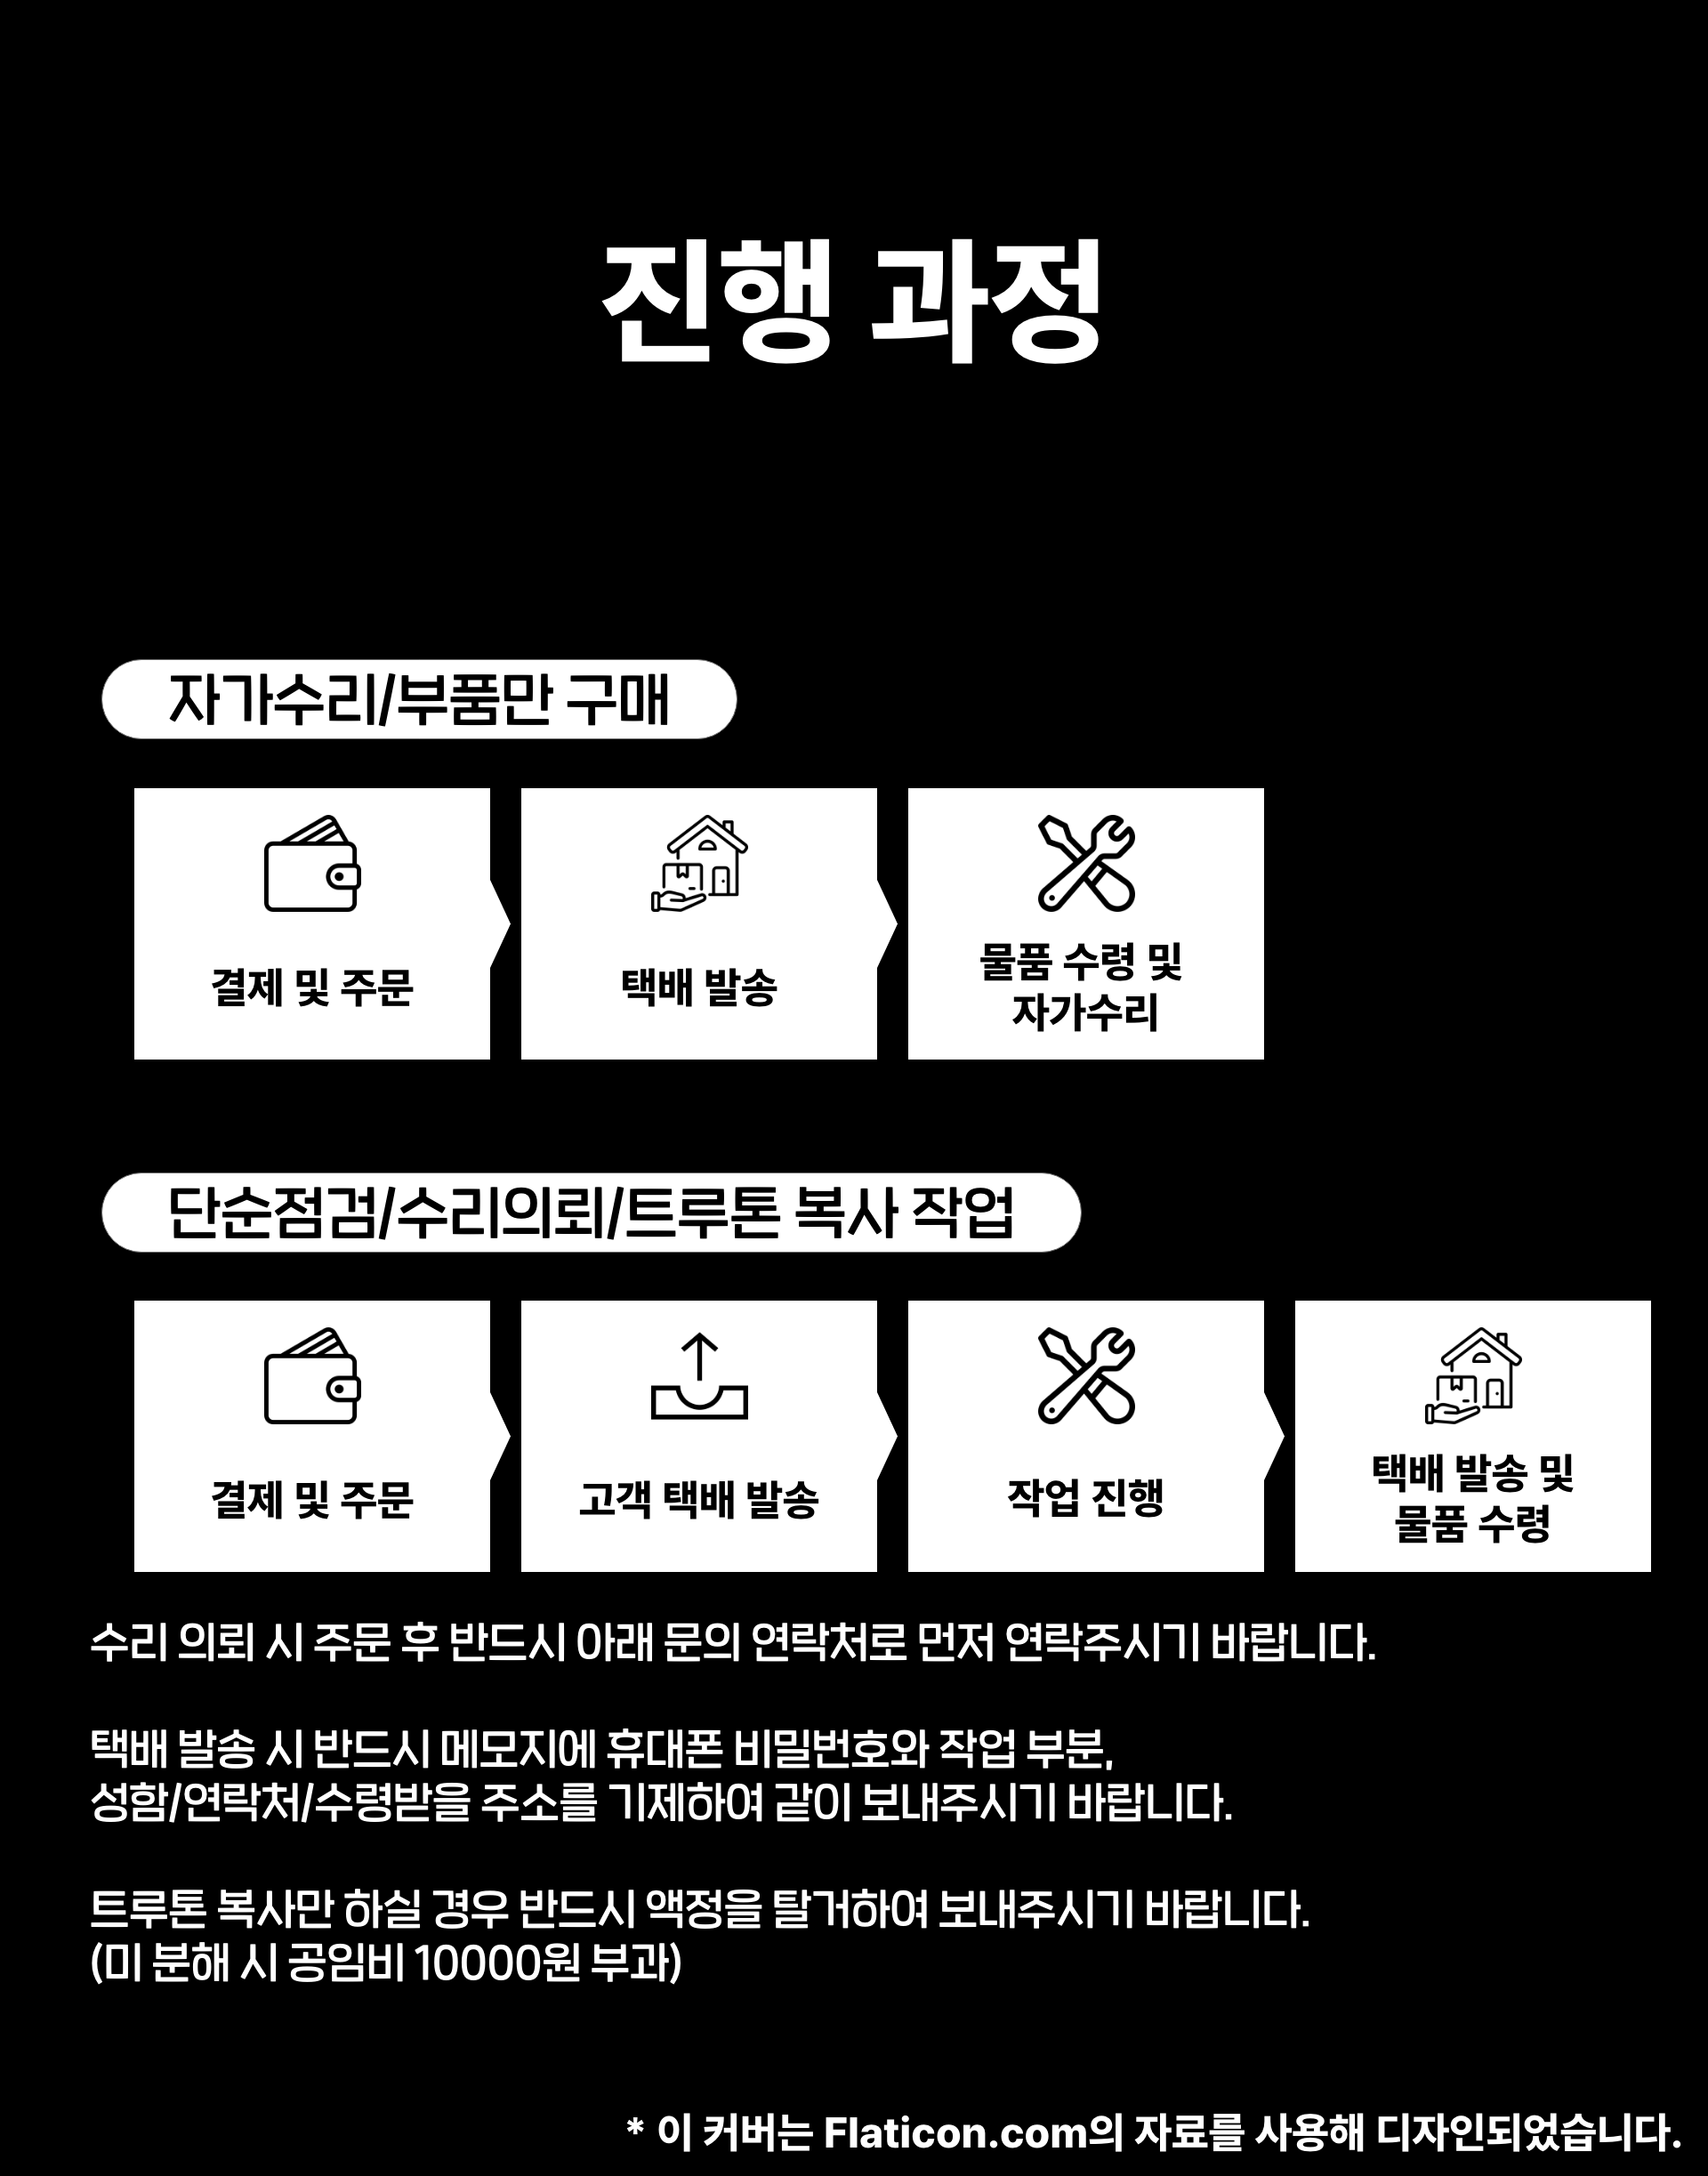 진행 과정
자가수리/부품만 구매
결제 및 주문
택배 발송
물품 수령 및
자가수리
단순점검/수리의뢰/트루톤 복사 작업
결제 및 주문
고객 택배 발송
작업 진행
택배 발송 및
물품 수령
수리 의뢰 시 주문 후 반드시 아래 문의 연락처로 먼저 연락주시기 바랍니다.
택배 발송 시 반드시 메모지에 휴대폰 비밀번호와 작업 부분,
성함/연락처/수령받을 주소를 기재하여 같이 보내주시기 바랍니다.
트루톤 복사만 하실 경우 반드시 액정을 탈거하여 보내주시기 바랍니다.
(미 분해 시 공임비 10000원 부과)
* 이 커버는 Flaticon.com의 자료를 사용해 디자인되었습니다.